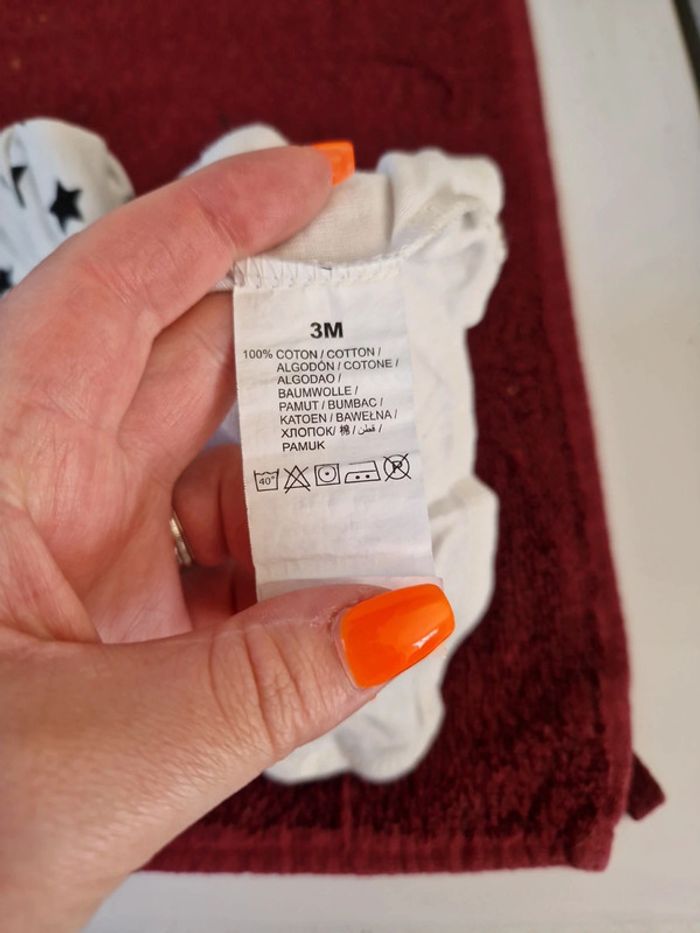 3M
100% COTON / COTTON /
ALGODÓN / COTONE /
ALGODAO /
BAUMWOLLE /
PAMUT / BUMBAC /
KATOEN / BAWEŁNA /
ХЛОПОК/ 棉 / قطن /
PAMUK
40° P